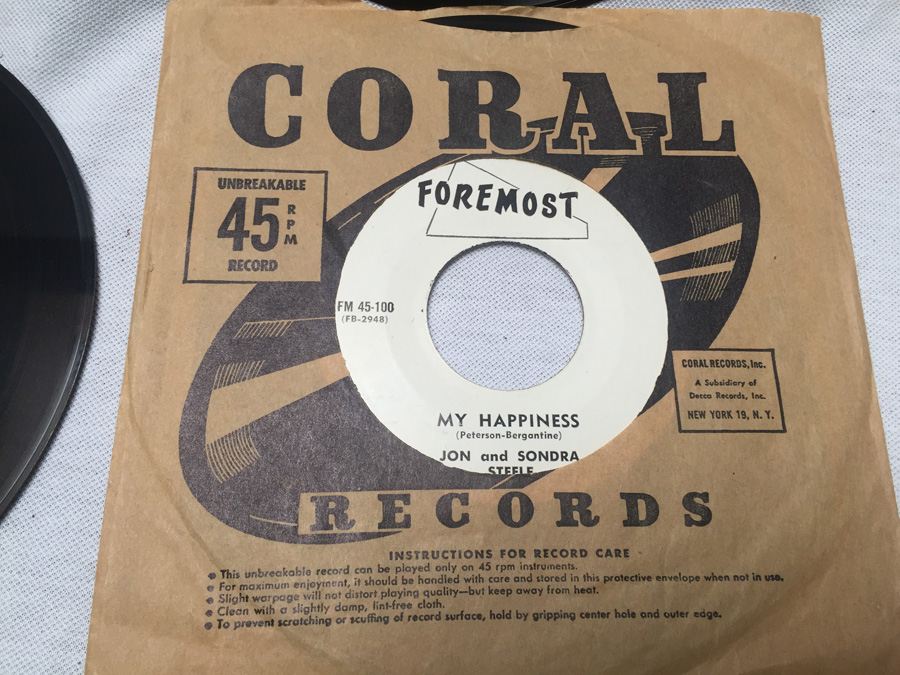 CORAL
UNBREAKABLE
45 RPM
RECORD
FOREMOST
FM 45-100
(FB-2948)
MY HAPPINESS
(Peterson-Bergantine)
JON and SONDRA
STEELE
CORAL RECORDS, Inc.
A Subsidiary of
Decca Records, Inc.
NEW YORK 19, N. Y.
RECORDS
INSTRUCTIONS FOR RECORD CARE
• This unbreakable record can be played only on 45 rpm instruments.
• For maximum enjoyment, it should be handled with care and stored in this protective envelope when not in use.
• Slight warpage will not distort playing quality—but keep away from heat.
• Clean with a slightly damp, lint-free cloth.
• To prevent scratching or scuffing of record surface, hold by gripping center hole and outer edge.